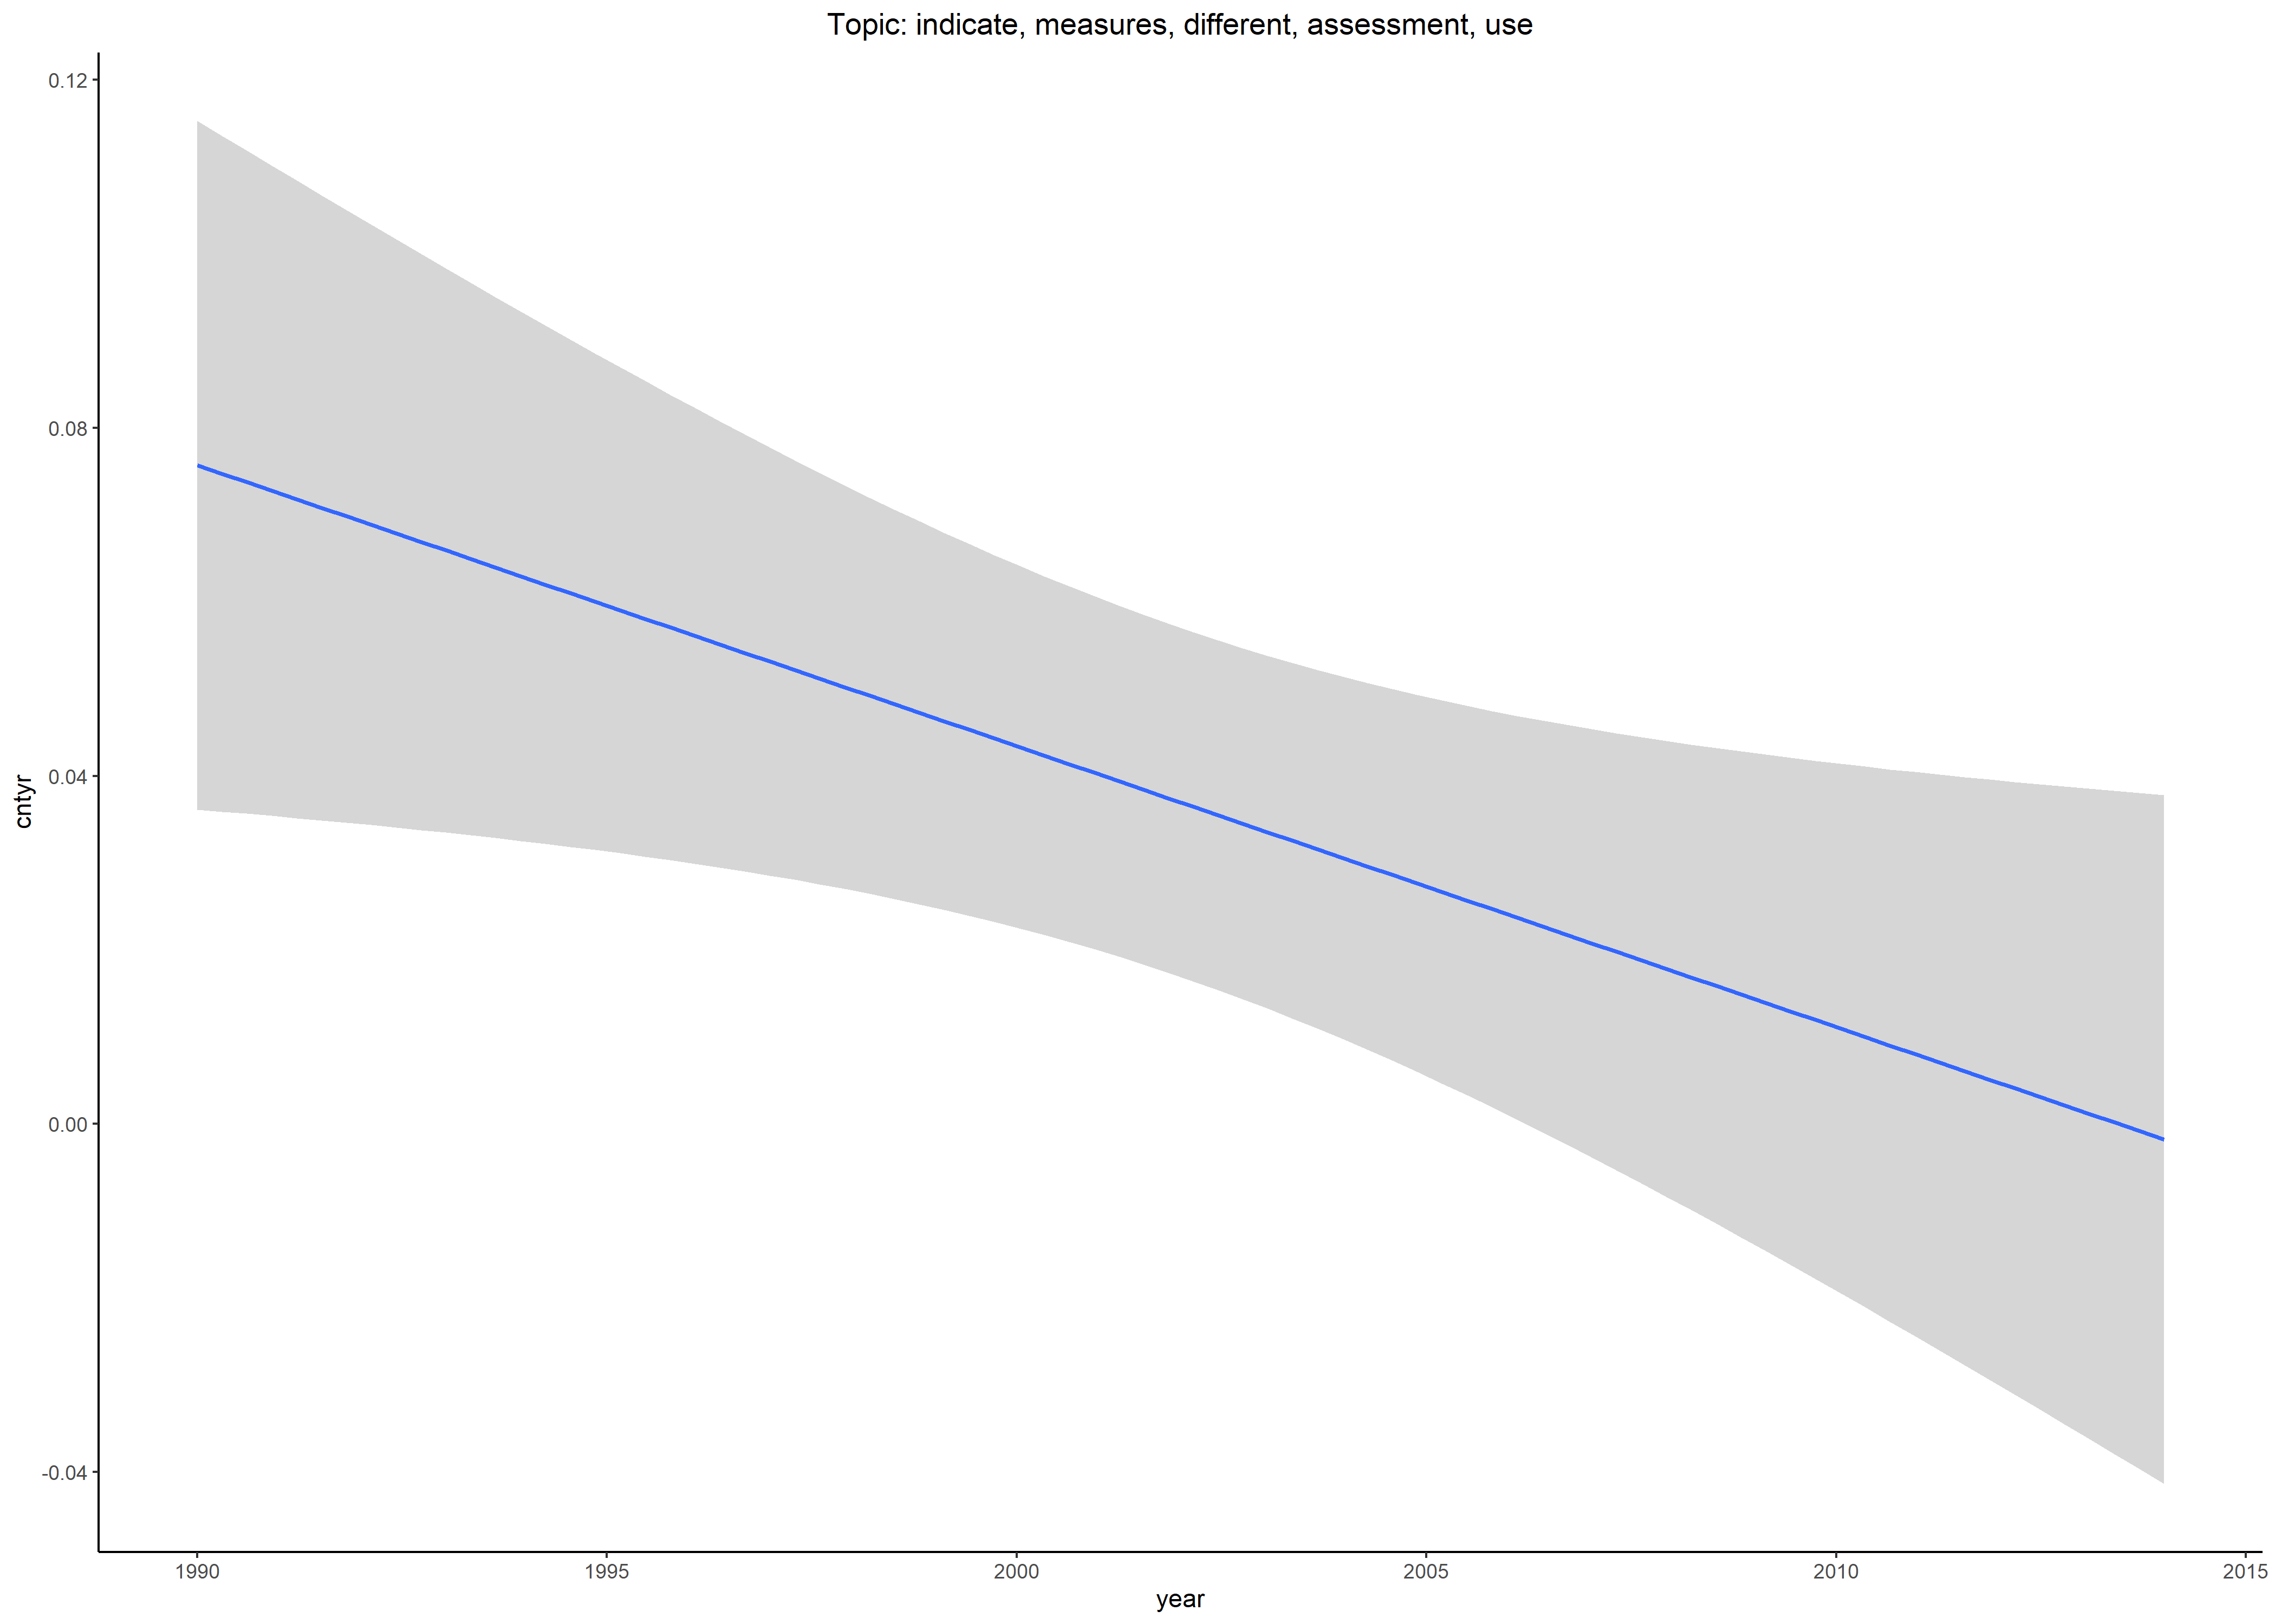 Topic: indicate, measures, different, assessment, use
0.12
0.08
0.04
0.00
-0.04
cntyr
1990 1995 2000 2005 2010 2015
year